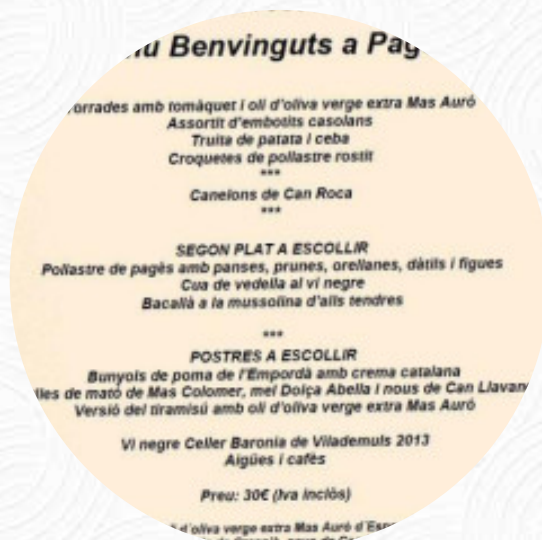 Benvinguts a
amb tomàquet i oli d'oliva verge extra Mas Auró
Assortit d'embotits casolans
Truita de patata i ceba
Croquetes de pollastre rostit
***
Canelons de Can Roca
***
SEGON PLAT A ESCOLLIR
Pollastre de pagès amb panses, prunes, orellanes, dàtils i figues
Cua de vedella al vi negre
Bacallà a la mussolina d'alls tendres
***
POSTRES A ESCOLLIR
Bunyols de poma de l'Empordà amb crema catalana
de mató de Mas Colomer, mel Dolça Abella i nous de Can
Versió del tiramisú amb oli d'oliva verge extra Mas Auró
Vi negre Celler Baronia de Vilademuls 2013
Aigües i cafès
Preu: 30€ (Iva inclòs)
d'oliva verge extra Mas Auró